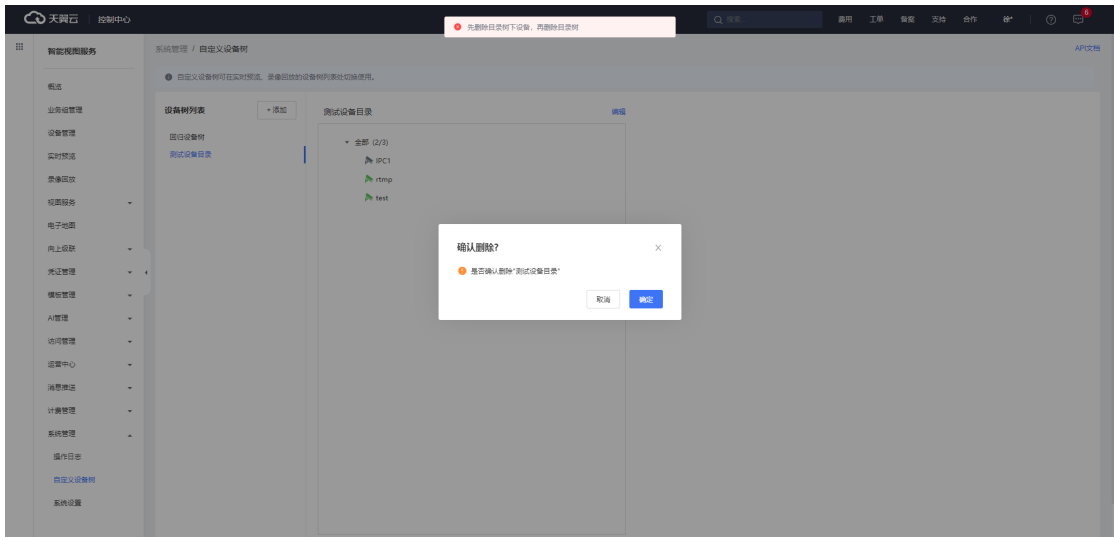 天翼云 控制中心
先删除目录树下设备，再删除目录树
搜索
费用 工单 备案 支持 合作 徐* 6
智能视图服务
系统管理 / 自定义设备树
API文档
自定义设备树可在实时预览、录像回放的设备树列表处切换使用。
概览
业务组管理
设备管理
实时预览
录像回放
视图服务
电子地图
向上级联
凭证管理
模板管理
AI管理
访问管理
运营中心
消息推送
计费管理
系统管理
操作日志
自定义设备树
系统设置
设备树列表 + 添加
回归设备树
测试设备目录
测试设备目录 编辑
全部 (2/3)
IPC1
rtmp
test
确认删除?
是否确认删除"测试设备目录"
取消 确定